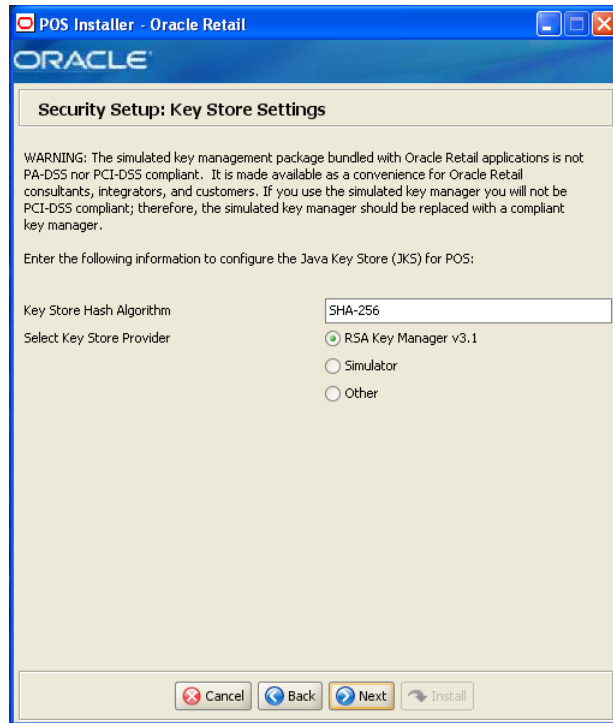 POS Installer - Oracle Retail
ORACLE
Security Setup: Key Store Settings
WARNING: The simulated key management package bundled with Oracle Retail applications is not
PA-DSS nor PCI-DSS compliant. It is made available as a convenience for Oracle Retail
consultants, integrators, and customers. If you use the simulated key manager you will not be
PCI-DSS compliant; therefore, the simulated key manager should be replaced with a compliant
key manager.
Enter the following information to configure the Java Key Store (JKS) for POS:
Key Store Hash Algorithm SHA-256
Select Key Store Provider RSA Key Manager v3.1
Simulator
Other
Cancel Back Next Install